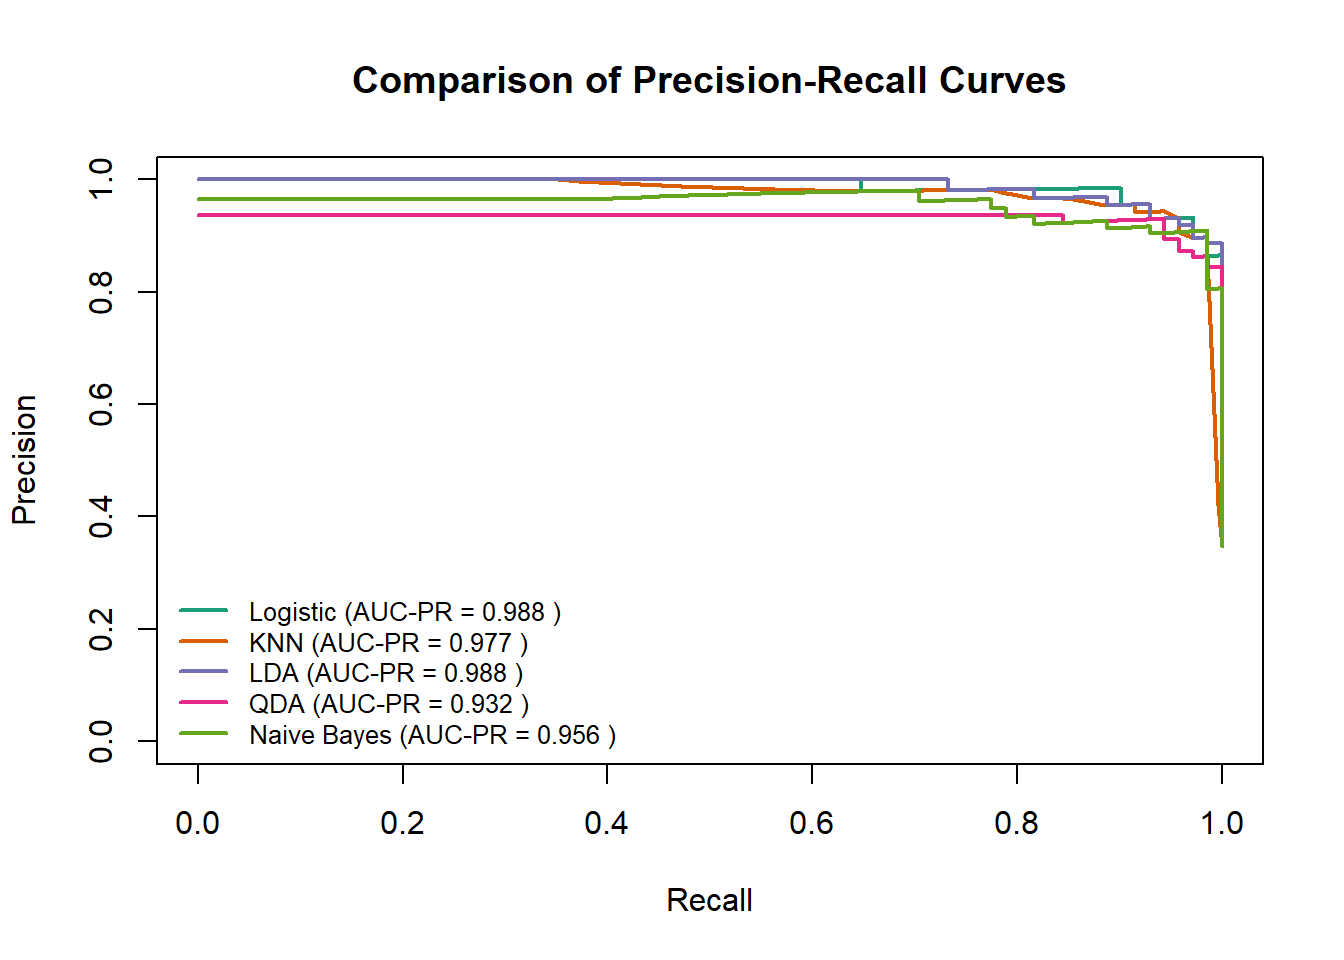 Comparison of Precision-Recall Curves
Precision
1.0
0.8
0.6
0.4
0.2
0.0
Logistic (AUC-PR = 0.988 )
KNN (AUC-PR = 0.977 )
LDA (AUC-PR = 0.988 )
QDA (AUC-PR = 0.932 )
Naive Bayes (AUC-PR = 0.956 )
0.0 0.2 0.4 0.6 0.8 1.0
Recall